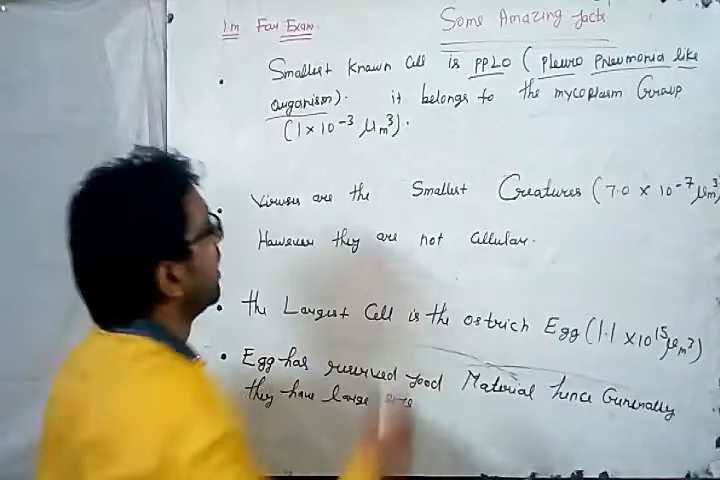 Im For Exam.
Some Amazing facts
• Smallest known Cell is PPLO (Pleuro Pneumonia like
ouganism). it belongs to the mycoplasm Group
(1 × 10⁻³ μm³).
• Viruses are the Smallest Creatures (7.0 × 10⁻⁷ μm³
However they are not Cellular.
• the Largest Cell is the ostrich Egg (1.1 × 10¹⁵ μm³)
• Egg has reserved food Material hence Generally
they have large size